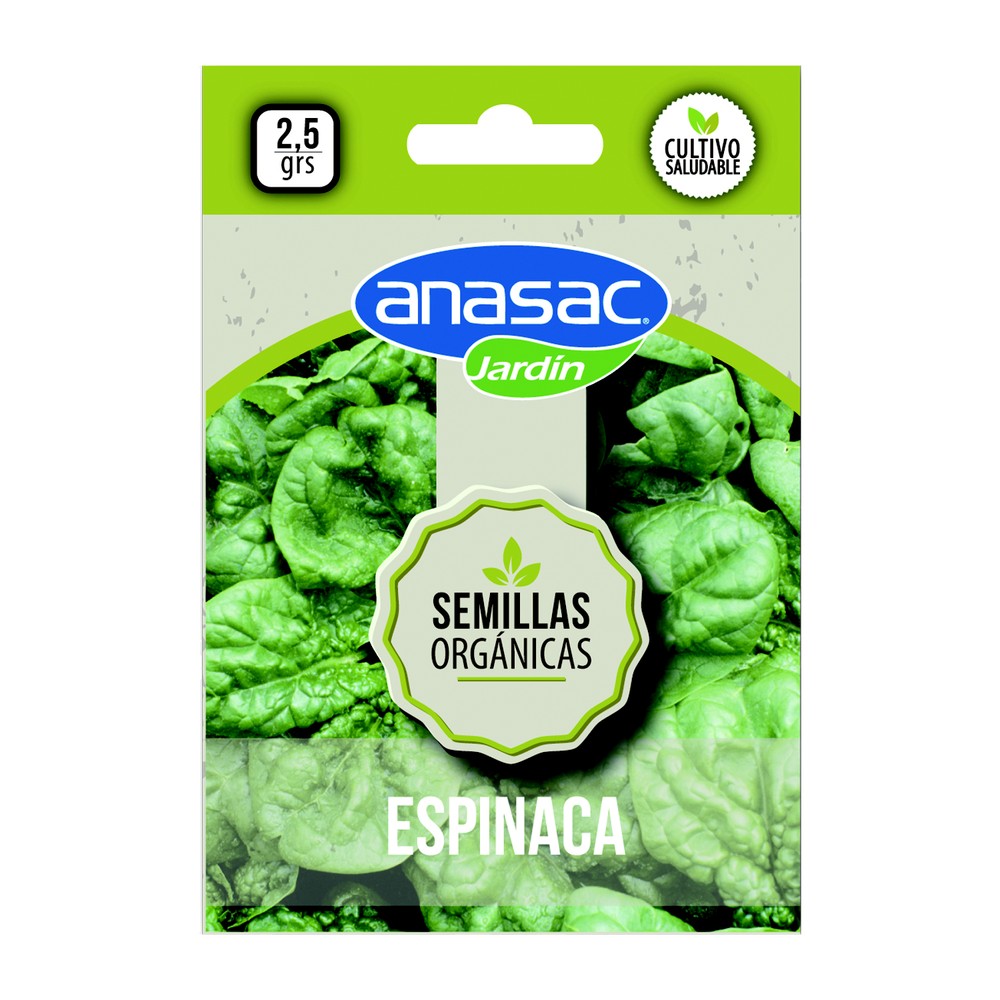 2,5
grs
CULTIVO
SALUDABLE
anasac®
Jardín
SEMILLAS
ORGÁNICAS
ESPINACA